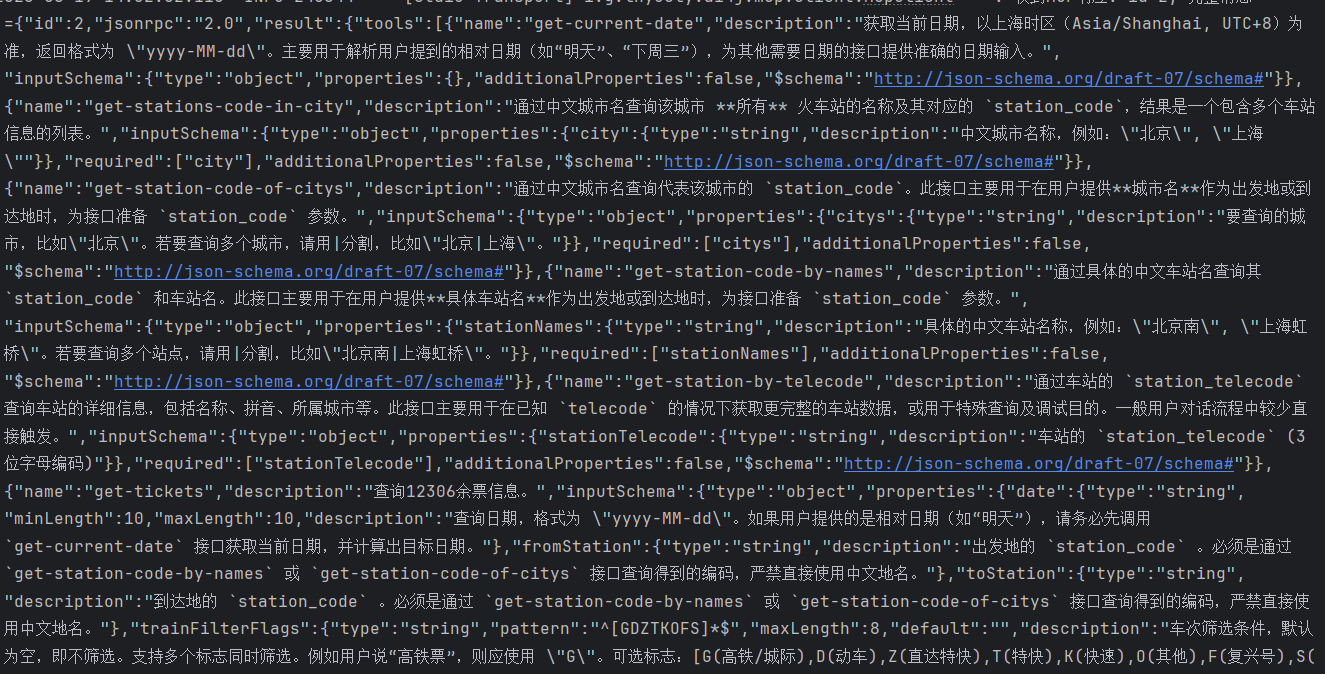 ={"id":2,"jsonrpc":"2.0","result":{"tools":[{"name":"get-current-date","description":"获取当前日期，以上海时区（Asia/Shanghai, UTC+8）为
准，返回格式为 \"yyyy-MM-dd\"。主要用于解析用户提到的相对日期（如“明天”、“下周三”），为其他需要日期的接口提供准确的日期输入。",
"inputSchema":{"type":"object","properties":{},"additionalProperties":false,"$schema":"http://json-schema.org/draft-07/schema#"}},
{"name":"get-stations-code-in-city","description":"通过中文城市名查询该城市 **所有** 火车站的名称及其对应的 `station_code`，结果是一个包含多个车站
信息的列表。","inputSchema":{"type":"object","properties":{"city":{"type":"string","description":"中文城市名称，例如：\"北京\", \"上海
\""}},"required":["city"],"additionalProperties":false,"$schema":"http://json-schema.org/draft-07/schema#"}},
{"name":"get-station-code-of-citys","description":"通过中文城市名查询代表该城市的 `station_code`。此接口主要用于在用户提供**城市名**作为出发地或到
达地时，为接口准备 `station_code` 参数。","inputSchema":{"type":"object","properties":{"citys":{"type":"string","description":"要查询的城
市，比如\"北京\"。若要查询多个城市，请用|分割，比如\"北京|上海\"。"}},"required":["citys"],"additionalProperties":false,
"$schema":"http://json-schema.org/draft-07/schema#"}},{"name":"get-station-code-by-names","description":"通过具体的中文车站名查询其
`station_code` 和车站名。此接口主要用于在用户提供**具体车站名**作为出发地或到达地时，为接口准备 `station_code` 参数。",
"inputSchema":{"type":"object","properties":{"stationNames":{"type":"string","description":"具体的中文车站名称，例如：\"北京南\", \"上海虹
桥\"。若要查询多个站点，请用|分割，比如\"北京南|上海虹桥\"。"}},"required":["stationNames"],"additionalProperties":false,
"$schema":"http://json-schema.org/draft-07/schema#"}},{"name":"get-station-by-telecode","description":"通过车站的 `station_telecode`
查询车站的详细信息，包括名称、拼音、所属城市等。此接口主要用于在已知 `telecode` 的情况下获取更完整的车站数据，或用于特殊查询及调试目的。一般用户对话流程中较少直
接触发。","inputSchema":{"type":"object","properties":{"stationTelecode":{"type":"string","description":"车站的 `station_telecode` (3
位字母编码)"}},"required":["stationTelecode"],"additionalProperties":false,"$schema":"http://json-schema.org/draft-07/schema#"}},
{"name":"get-tickets","description":"查询12306余票信息。","inputSchema":{"type":"object","properties":{"date":{"type":"string",
"minLength":10,"maxLength":10,"description":"查询日期，格式为 \"yyyy-MM-dd\"。如果用户提供的是相对日期（如“明天”），请务必先调用
`get-current-date` 接口获取当前日期，并计算出目标日期。"},"fromStation":{"type":"string","description":"出发地的 `station_code` 。必须是通过
`get-station-code-by-names` 或 `get-station-code-of-citys` 接口查询得到的编码，严禁直接使用中文地名。"},"toStation":{"type":"string",
"description":"到达地的 `station_code` 。必须是通过 `get-station-code-by-names` 或 `get-station-code-of-citys` 接口查询得到的编码，严禁直接使
用中文地名。"},"trainFilterFlags":{"type":"string","pattern":"^[GDZTKOFS]*$","maxLength":8,"default":"","description":"车次筛选条件，默认
为空，即不筛选。支持多个标志同时筛选。例如用户说“高铁票”，则应使用 \"G\"。可选标志：[G(高铁/城际),D(动车),Z(直达特快),T(特快),K(快速),O(其他),F(复兴号),S(